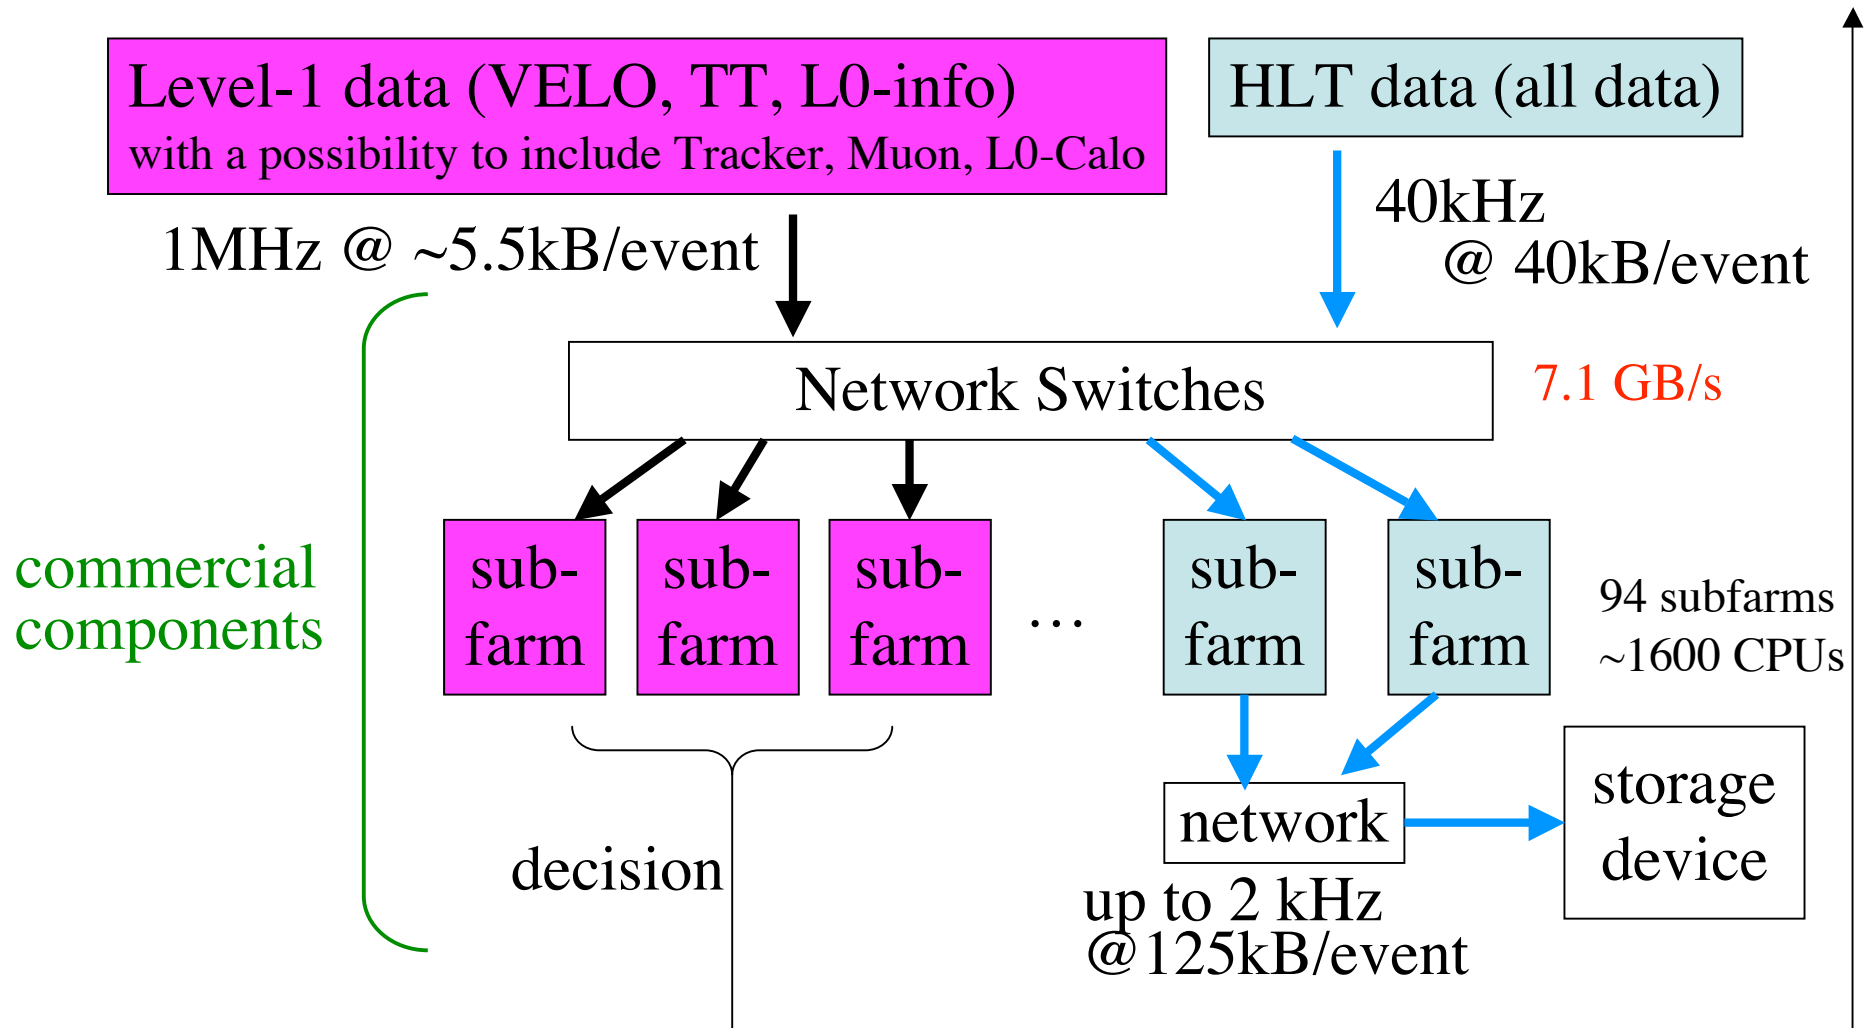 Level-1 data (VELO, TT, L0-info)
with a possibility to include Tracker, Muon, L0-Calo
HLT data (all data)
1MHz @ ~5.5kB/event
40kHz
@ 40kB/event
Network Switches
7.1 GB/s
commercial
components
sub-
farm
sub-
farm
sub-
farm
...
sub-
farm
sub-
farm
94 subfarms
~1600 CPUs
decision
network
storage
device
up to 2 kHz
@125kB/event